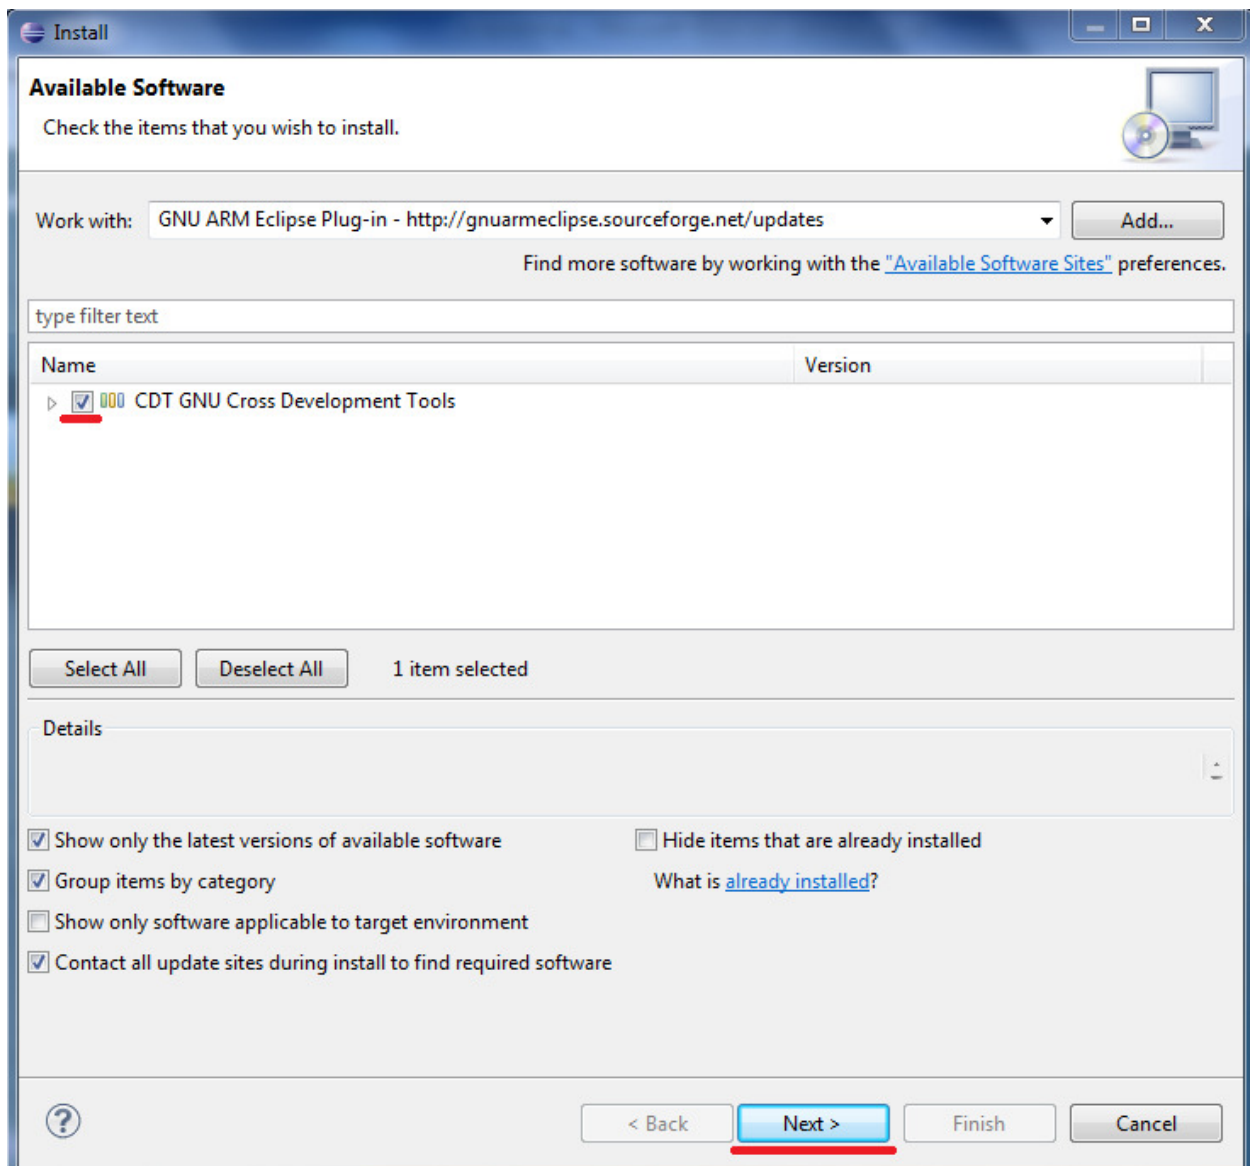 Install
Available Software
Check the items that you wish to install.
Work with: GNU ARM Eclipse Plug-in - http://gnuarmeclipse.sourceforge.net/updates Add...
Find more software by working with the "Available Software Sites" preferences.
type filter text
Name Version
CDT GNU Cross Development Tools
Select All Deselect All 1 item selected
Details
Show only the latest versions of available software Hide items that are already installed
Group items by category What is already installed?
Show only software applicable to target environment
Contact all update sites during install to find required software
? < Back Next > Finish Cancel